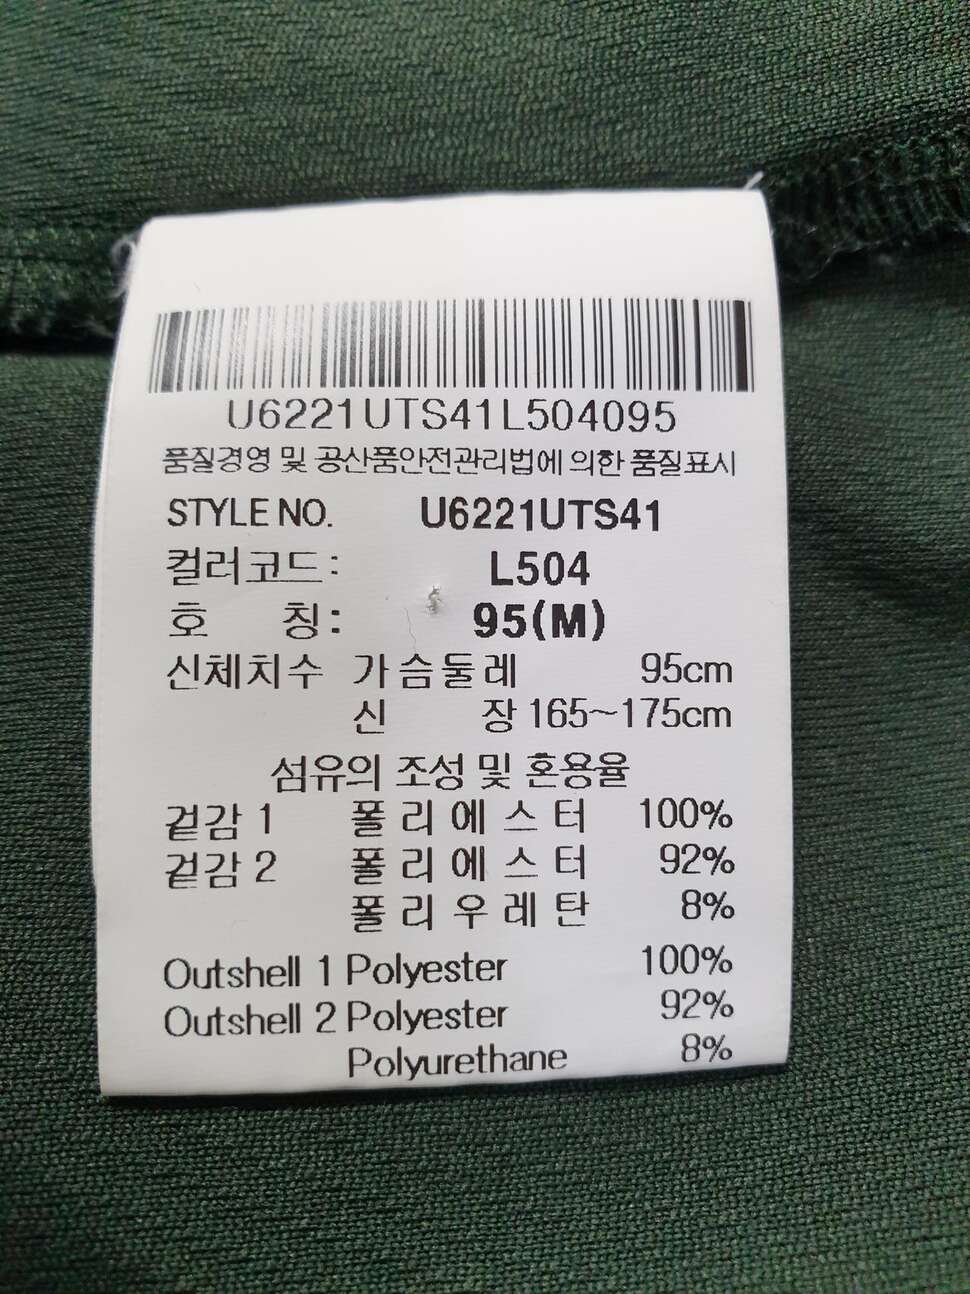 U6221UTS41L504095
품질경영 및 공산품안전관리법에 의한 품질표시
STYLE NO. U6221UTS41
컬러코드: L504
호 칭: 95(M)
신체치수 가슴둘레 95cm
신 장 165~175cm
섬유의 조성 및 혼용율
겉감 1 폴리에스터 100%
겉감 2 폴리에스터 92%
폴리우레탄 8%
Outshell 1 Polyester 100%
Outshell 2 Polyester 92%
Polyurethane 8%